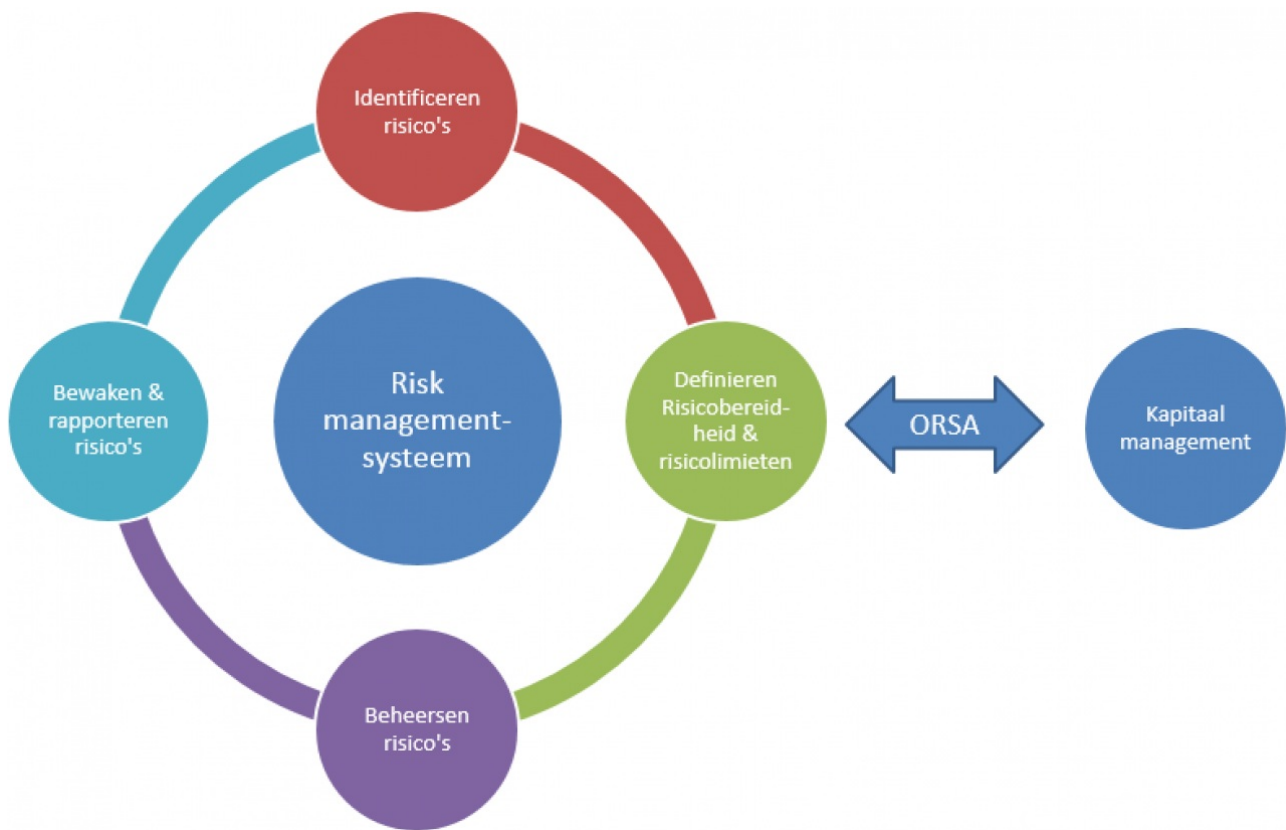 Identificeren
risico's
Bewaken &
rapporteren
risico's
Risk
management-
systeem
Definieren
Risicobereid-
heid &
risicolimieten
ORSA
Kapitaal
management
Beheersen
risico's